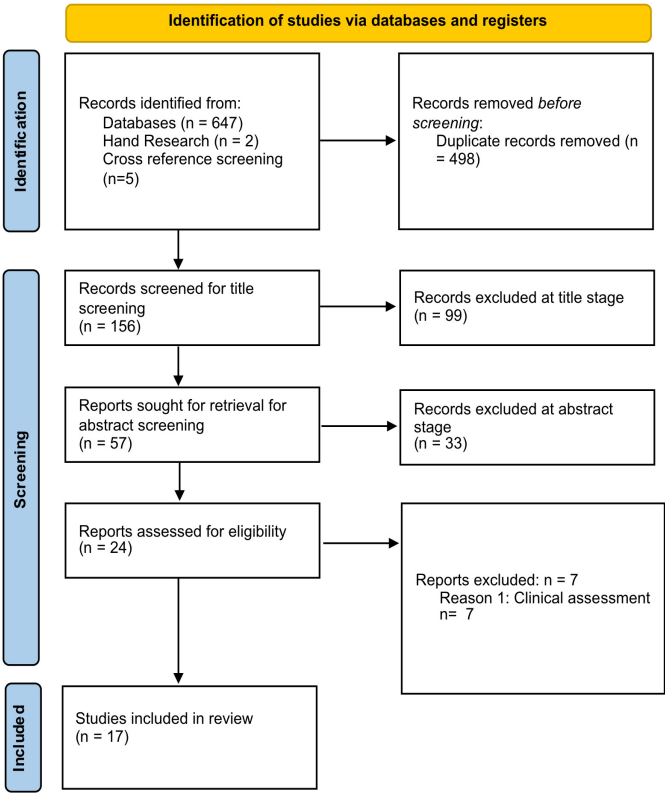 Identification of studies via databases and registers
Identification
Records identified from:
Databases (n = 647)
Hand Research (n = 2)
Cross reference screening
(n=5)
Records removed before
screening:
Duplicate records removed (n
= 498)
Screening
Records screened for title
screening
(n = 156)
Records excluded at title stage
(n = 99)
Reports sought for retrieval for
abstract screening
(n = 57)
Records excluded at abstract
stage
(n = 33)
Reports assessed for eligibility
(n = 24)
Reports excluded: n = 7
Reason 1: Clinical assessment
n= 7
Included
Studies included in review
(n = 17)